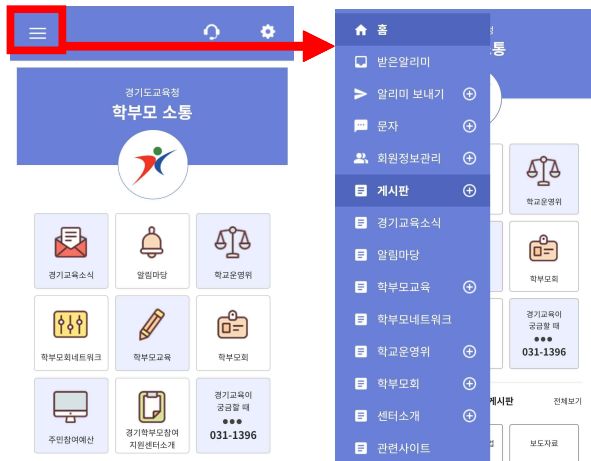 경기도교육청
학부모 소통
경기교육소식
알림마당
학교운영위
학부모회네트워크
학부모교육
학부모회
주민참여예산
경기학부모참여
지원센터소개
경기교육이
궁금할 때
031-1396
홈
받은알리미
알리미 보내기
문자
회원정보관리
게시판
경기교육소식
알림마당
학부모교육
학부모네트워크
학교운영위
학부모회
센터소개
관련사이트
통
학교운영위
학부모회
경기교육이
궁금할 때
031-1396
게시판
전체보기
보도자료